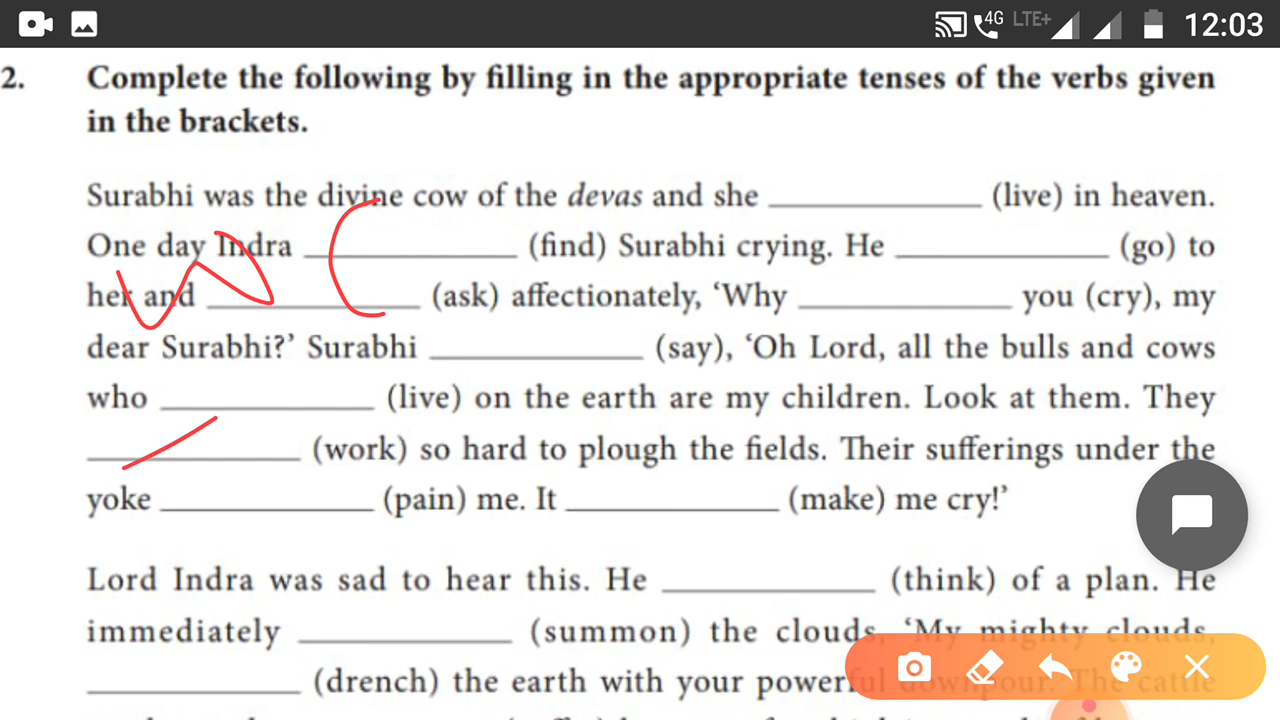 4G LTE+ 12:03
2. Complete the following by filling in the appropriate tenses of the verbs given
in the brackets.
Surabhi was the divine cow of the devas and she ____________ (live) in heaven.
One day Indra ____________ (find) Surabhi crying. He ____________ (go) to
her and ____________ (ask) affectionately, ‘Why ____________ you (cry), my
dear Surabhi?’ Surabhi ____________ (say), ‘Oh Lord, all the bulls and cows
who ____________ (live) on the earth are my children. Look at them. They
____________ (work) so hard to plough the fields. Their sufferings under the
yoke ____________ (pain) me. It ____________ (make) me cry!’
Lord Indra was sad to hear this. He ____________ (think) of a plan. He
immediately ____________ (summon) the clouds, ‘My mighty clouds,
____________ (drench) the earth with your powerful downpour. The cattle